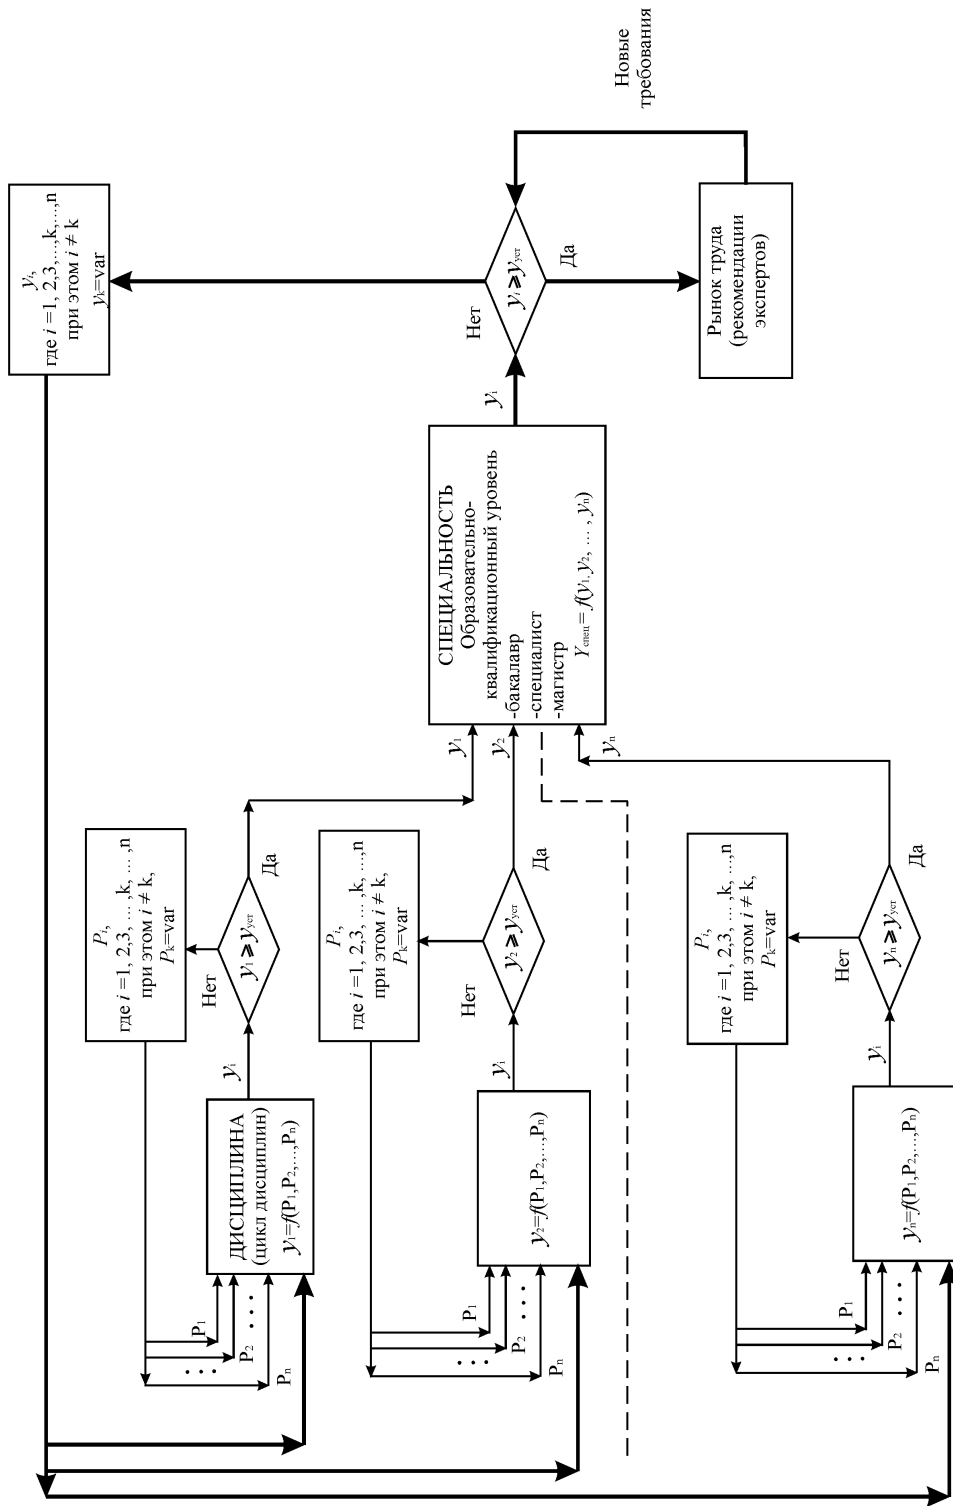 y_i,
где i =1, 2,3, ...,k,...,n
при этом i ≠ k
y_k=var
Новые
требования
Нет
y_i ⩾ y_уст
Да
Рынок труда
(рекомендации
экспертов)
y_i
СПЕЦИАЛЬНОСТЬ
Образовательно-
квалификационный уровень
-бакалавр
-специалист
-магистр
Y_спец = f(y_1, y_2, ... , y_n)
y_1
y_2
y_n
P_i,
где i =1, 2,3, ... ,k, ... ,n
при этом i ≠ k,
P_k=var
Нет
y_1 ⩾ y_уст
Да
y_i
ДИСЦИПЛИНА
(цикл дисциплин)
y_1=f(P_1,P_2,...,P_n)
P_1
P_2
. . .
. . . .
P_n
P_i,
где i =1, 2,3, ... ,k, ...,n
при этом i ≠ k,
P_k=var
Нет
y_2 ⩾ y_уст
Да
y_i
y_2=f(P_1,P_2,...,P_n)
P_1
P_2
. . .
. . . .
P_n
P_i,
где i =1, 2,3, ... ,k, ...,n
при этом i ≠ k,
P_k=var
Нет
y_n ⩾ y_уст
Да
y_i
y_n=f(P_1,P_2,...,P_n)
P_1
P_2
. . .
. . . .
P_n